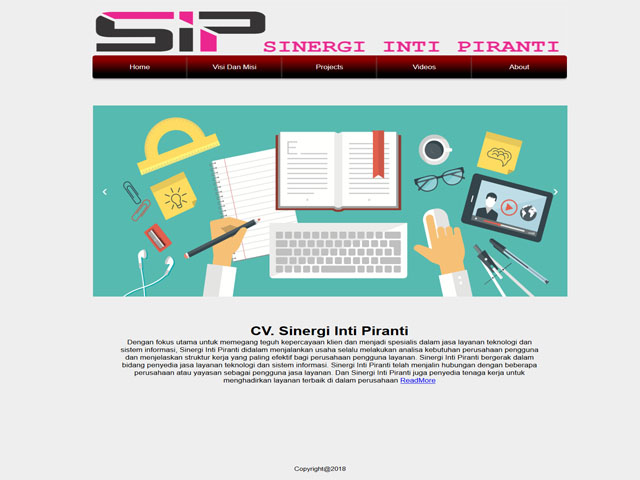 SIP SINERGI INTI PIRANTI
Home Visi Dan Misi Projects Videos About
E
CV. Sinergi Inti Piranti
Dengan fokus utama untuk memegang teguh kepercayaan klien dan menjadi spesialis dalam jasa layanan teknologi dan
sistem informasi, Sinergi Inti Piranti didalam menjalankan usaha selalu melakukan analisa kebutuhan perusahaan pengguna
dan menjelaskan struktur kerja yang paling efektif bagi perusahaan pengguna layanan. Sinergi Inti Piranti bergerak dalam
bidang penyedia jasa layanan teknologi dan sistem informasi. Sinergi Inti Piranti telah menjalin hubungan dengan beberapa
perusahaan atau yayasan sebagai pengguna jasa layanan. Dan Sinergi Inti Piranti juga penyedia tenaga kerja untuk
menghadirkan layanan terbaik di dalam perusahaan ReadMore
Copyright@2018